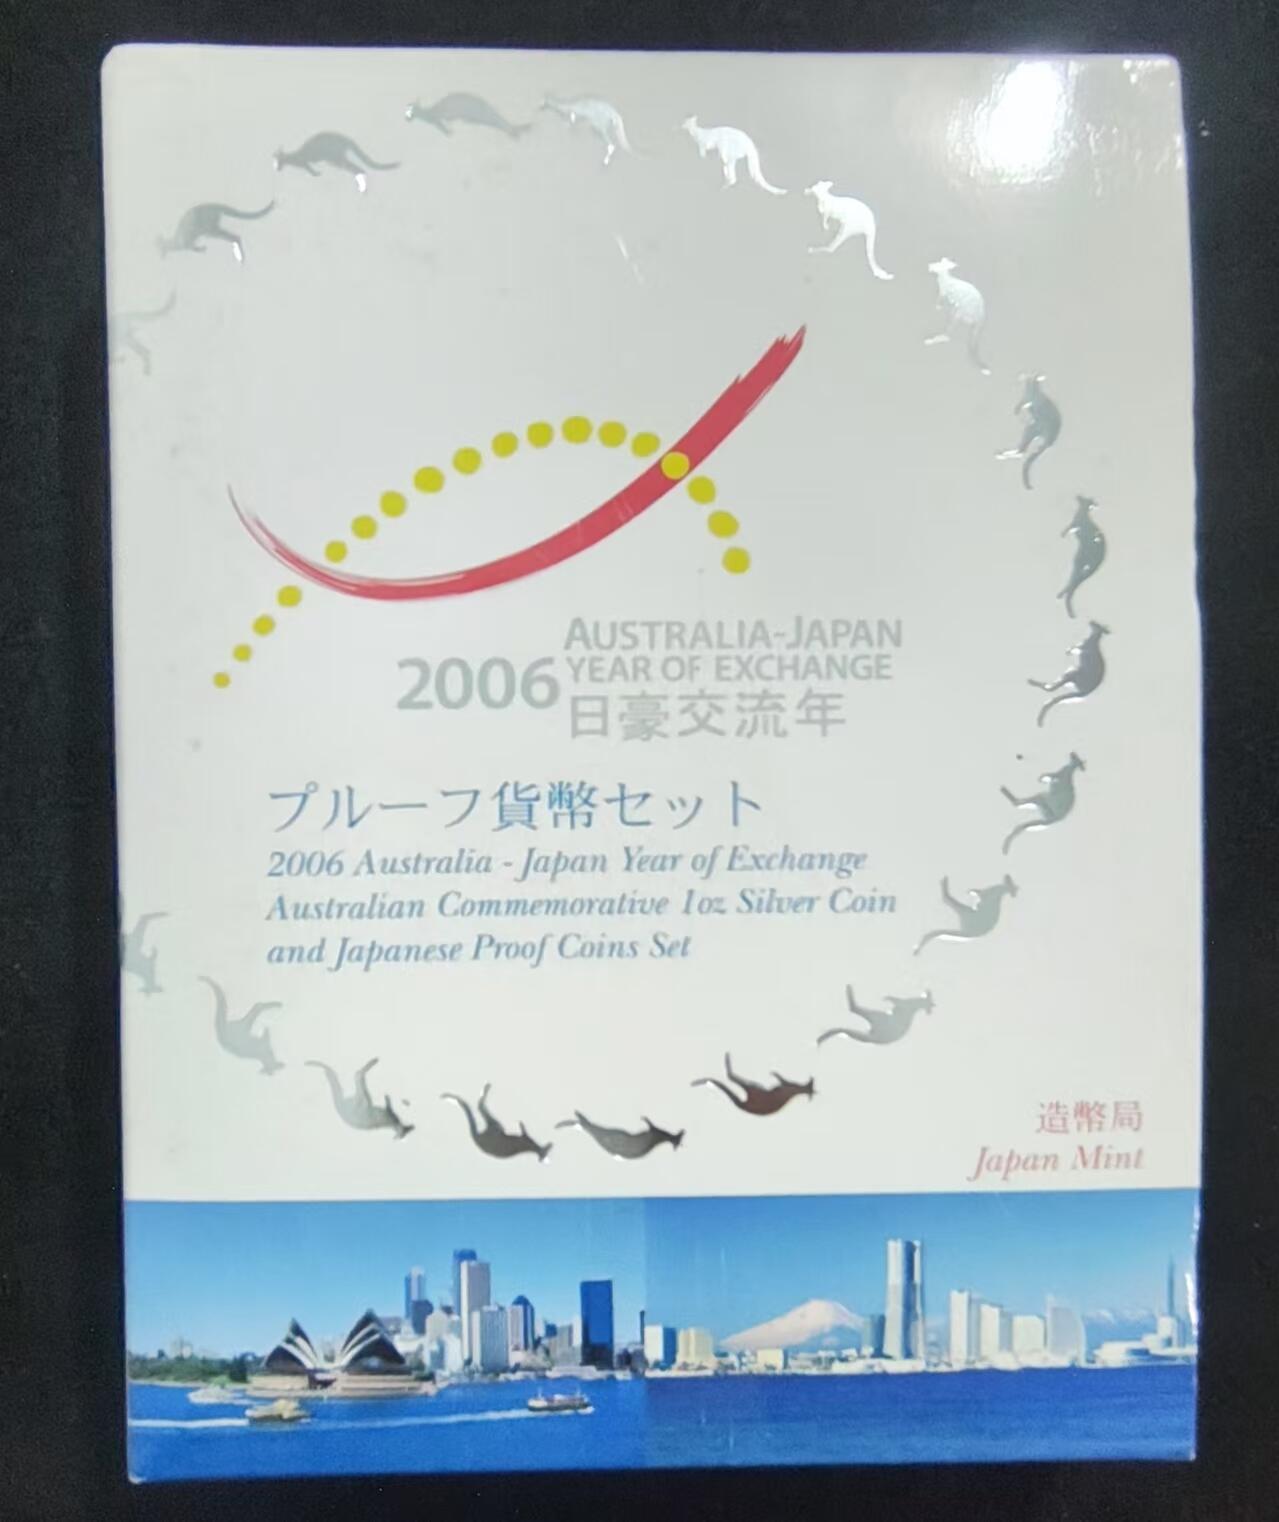 AUSTRALIA-JAPAN
2006 YEAR OF EXCHANGE
日豪交流年
プルーフ貨幣セット
2006 Australia - Japan Year of Exchange
Australian Commemorative 1oz Silver Coin
and Japanese Proof Coins Set
造幣局
Japan Mint